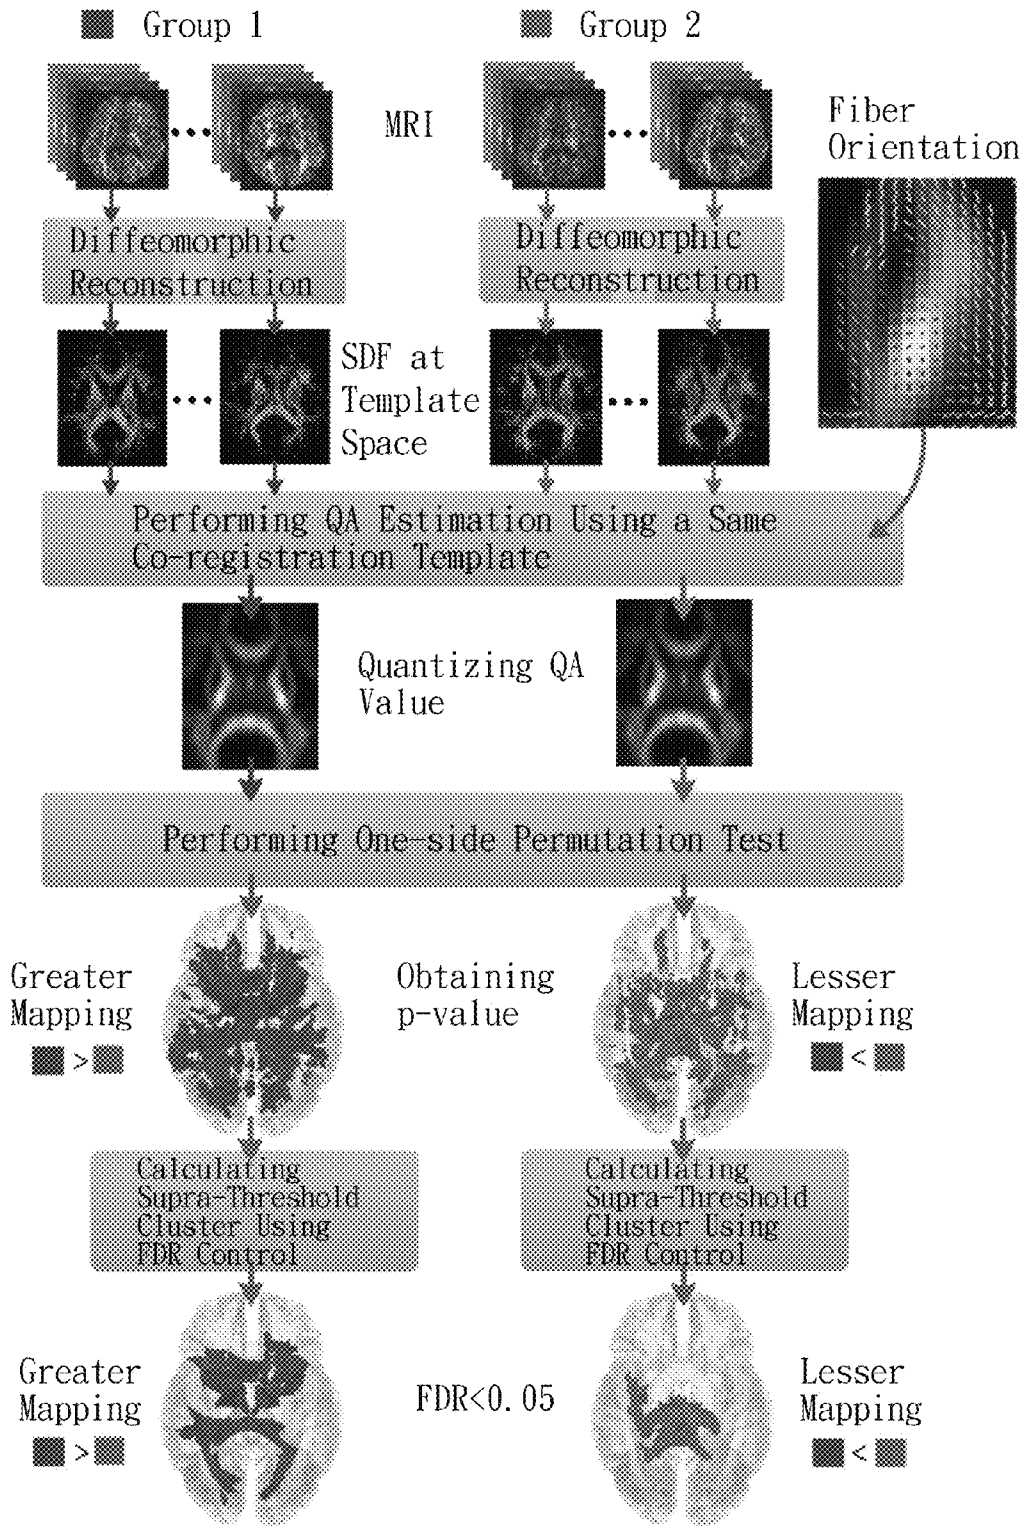 Group 1
Group 2
MRI
Fiber
Orientation
Diffeomorphic
Reconstruction
Diffeomorphic
Reconstruction
SDF at
Template
Space
Performing QA Estimation Using a Same
Co-registration Template
Quantizing QA
Value
Performing One-side Permutation Test
Greater
Mapping
>
Obtaining
p-value
Lesser
Mapping
<
Calculating
Supra-Threshold
Cluster Using
FDR Control
Calculating
Supra-Threshold
Cluster Using
FDR Control
Greater
Mapping
>
FDR<0.05
Lesser
Mapping
<